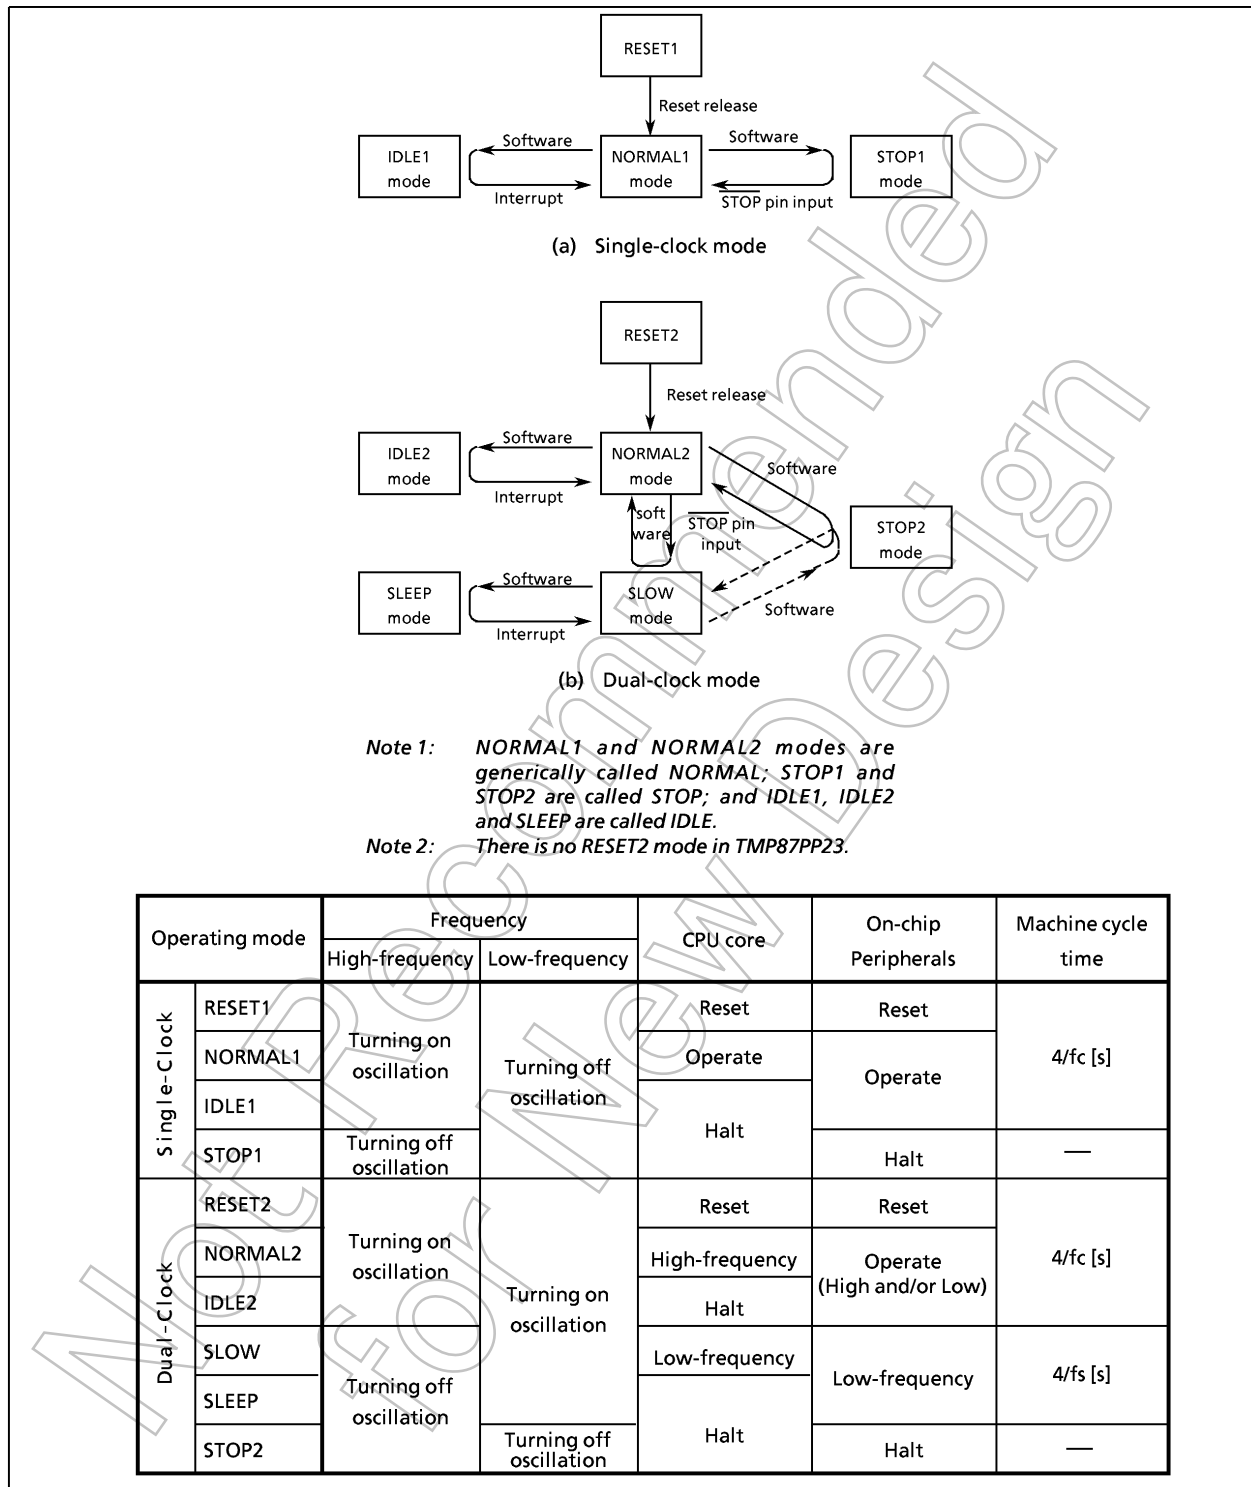 RESET1
Reset release
IDLE1
mode
Software
Interrupt
NORMAL1
mode
Software
STOP pin input
STOP1
mode
(a) Single-clock mode
RESET2
Reset release
IDLE2
mode
Software
Interrupt
NORMAL2
mode
Software
soft
ware
STOP pin
input
STOP2
mode
SLEEP
mode
Software
Interrupt
SLOW
mode
Software
(b) Dual-clock mode
Note 1: NORMAL1 and NORMAL2 modes are
generically called NORMAL; STOP1 and
STOP2 are called STOP; and IDLE1, IDLE2
and SLEEP are called IDLE.
Note 2: There is no RESET2 mode in TMP87PP23.
Operating mode
Frequency
High-frequency
Low-frequency
CPU core
On-chip
Peripherals
Machine cycle
time
Single-Clock
RESET1
NORMAL1
IDLE1
STOP1
Turning on
oscillation
Turning off
oscillation
Turning off
oscillation
Reset
Operate
Halt
Reset
Operate
Halt
4/fc [s]
—
Dual-Clock
RESET2
NORMAL2
IDLE2
SLOW
SLEEP
STOP2
Turning on
oscillation
Turning off
oscillation
Turning on
oscillation
Turning off
oscillation
Reset
High-frequency
Halt
Low-frequency
Halt
Reset
Operate
(High and/or Low)
Low-frequency
Halt
4/fc [s]
4/fs [s]
—
Not Recommended
for New Design